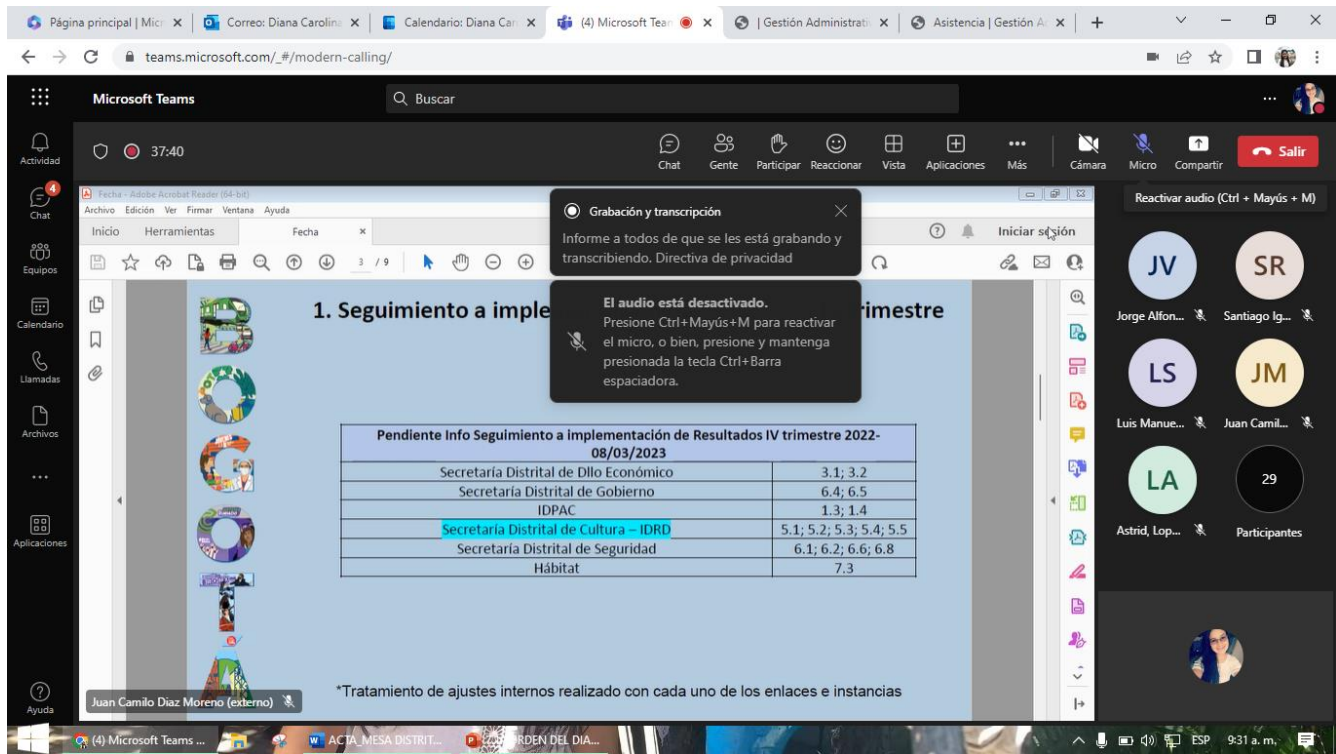 Página principal | Micr
Correo: Diana Carolin
Calendario: Diana Car
(4) Microsoft Tear
| Gestión Administrati
Asistencia | Gestión A
teams.microsoft.com/_#/modern-calling/
Microsoft Teams
Buscar
37:40
Chat
Gente
Participar
Reaccionar
Vista
Aplicaciones
Más
Cámara
Micro
Compartir
Salir
Reactivar audio (Ctrl + Mayús + M)
Actividad
4
Chat
Equipos
Calendario
Llamadas
Archivos
Aplicaciones
Ayuda
Fecha - Adobe Acrobat Reader (64-bit)
Archivo Edición Ver Firmar Ventana Ayuda
Inicio Herramientas Fecha
Iniciar sesión
3 / 9
Grabación y transcripción
Informe a todos de que se les está grabando y
transcribiendo. Directiva de privacidad
El audio está desactivado.
Presione Ctrl+Mayús+M para reactivar
el micro, o bien, presione y mantenga
presionada la tecla Ctrl+Barra
espaciadora.
BOGOTÁ
1. Seguimiento a imple rimestre
Pendiente Info Seguimiento a implementación de Resultados IV trimestre 2022-
08/03/2023
Secretaría Distrital de Dllo Económico 3.1; 3.2
Secretaría Distrital de Gobierno 6.4; 6.5
IDPAC 1.3; 1.4
Secretaría Distrital de Cultura – IDRD 5.1; 5.2; 5.3; 5.4; 5.5
Secretaría Distrital de Seguridad 6.1; 6.2; 6.6; 6.8
Hábitat 7.3
*Tratamiento de ajustes internos realizado con cada uno de los enlaces e instancias
Juan Camilo Diaz Moreno (externo)
JV
Jorge Alfon...
SR
Santiago Ig...
LS
Luis Manue...
JM
Juan Camil...
LA
Astrid, Lop...
29
Participantes
(4) Microsoft Teams ...
ACTA_MESA DISTRIT...
ORDEN DEL DIA...
ESP
9:31 a. m.